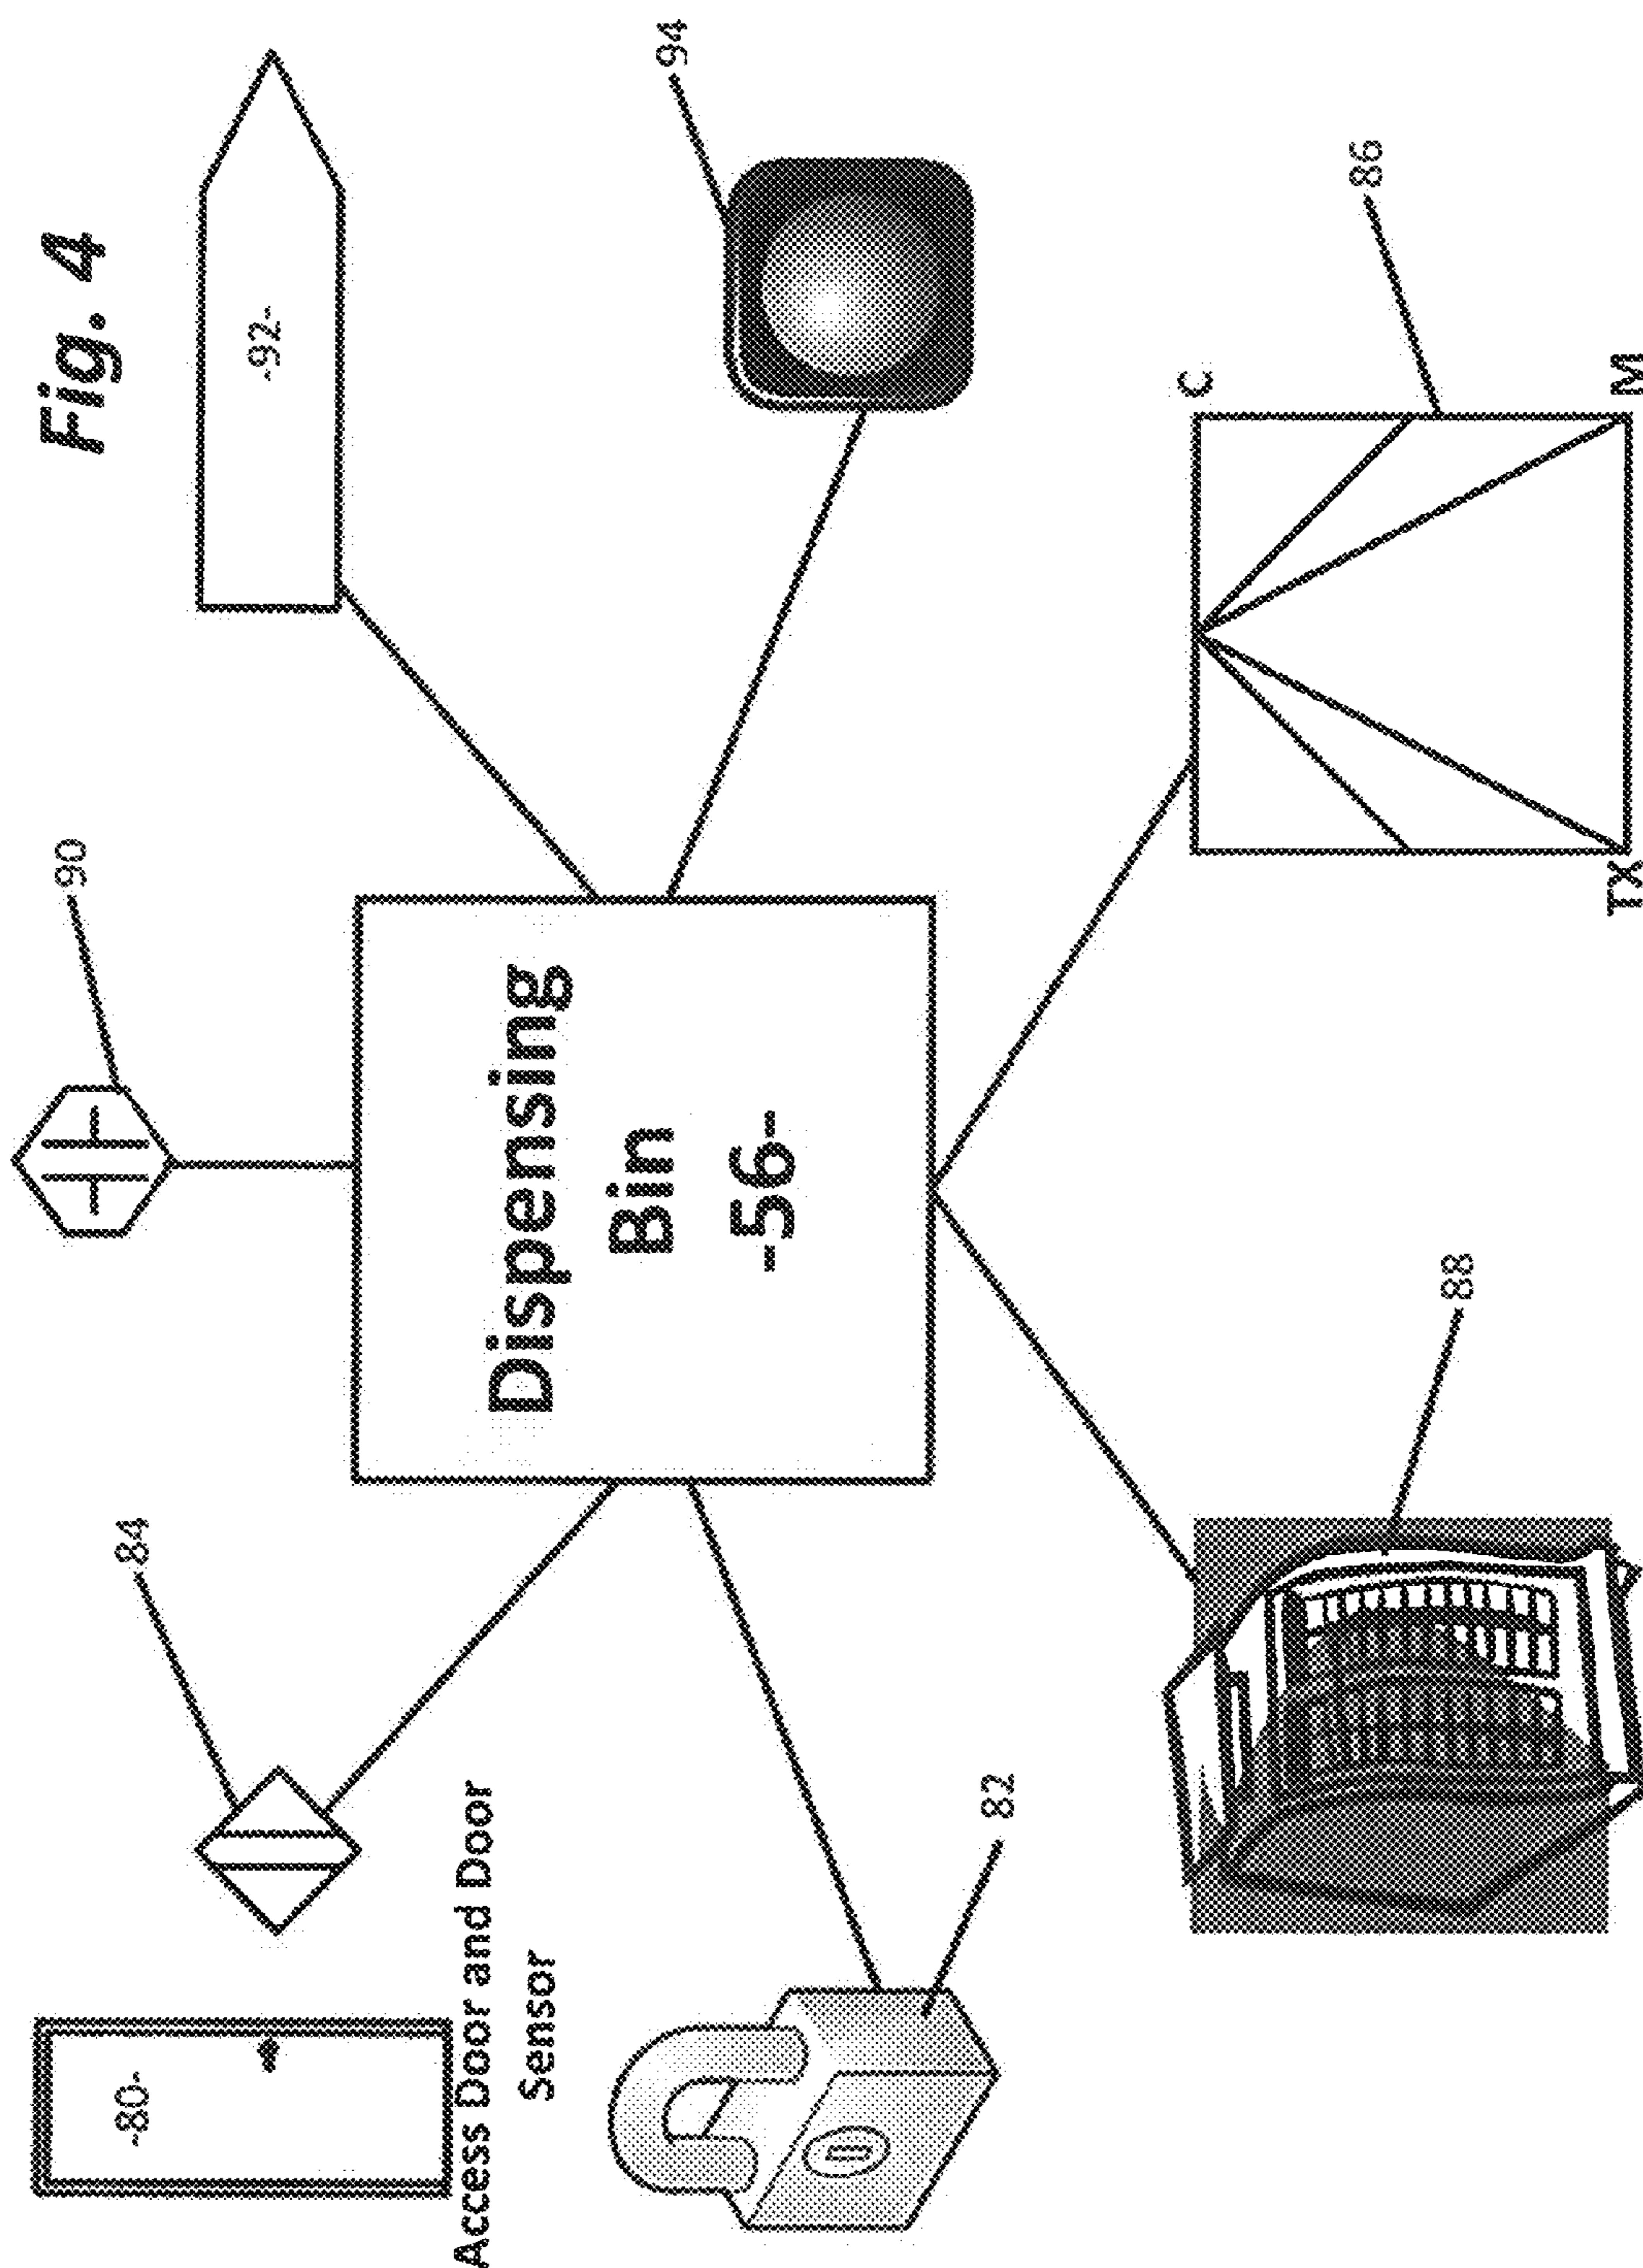 Fig. 4
90
84
-80-
-92-
Access Door and Door
Sensor
94
Dispensing
Bin
-56-
82
86
C
88
TX
M